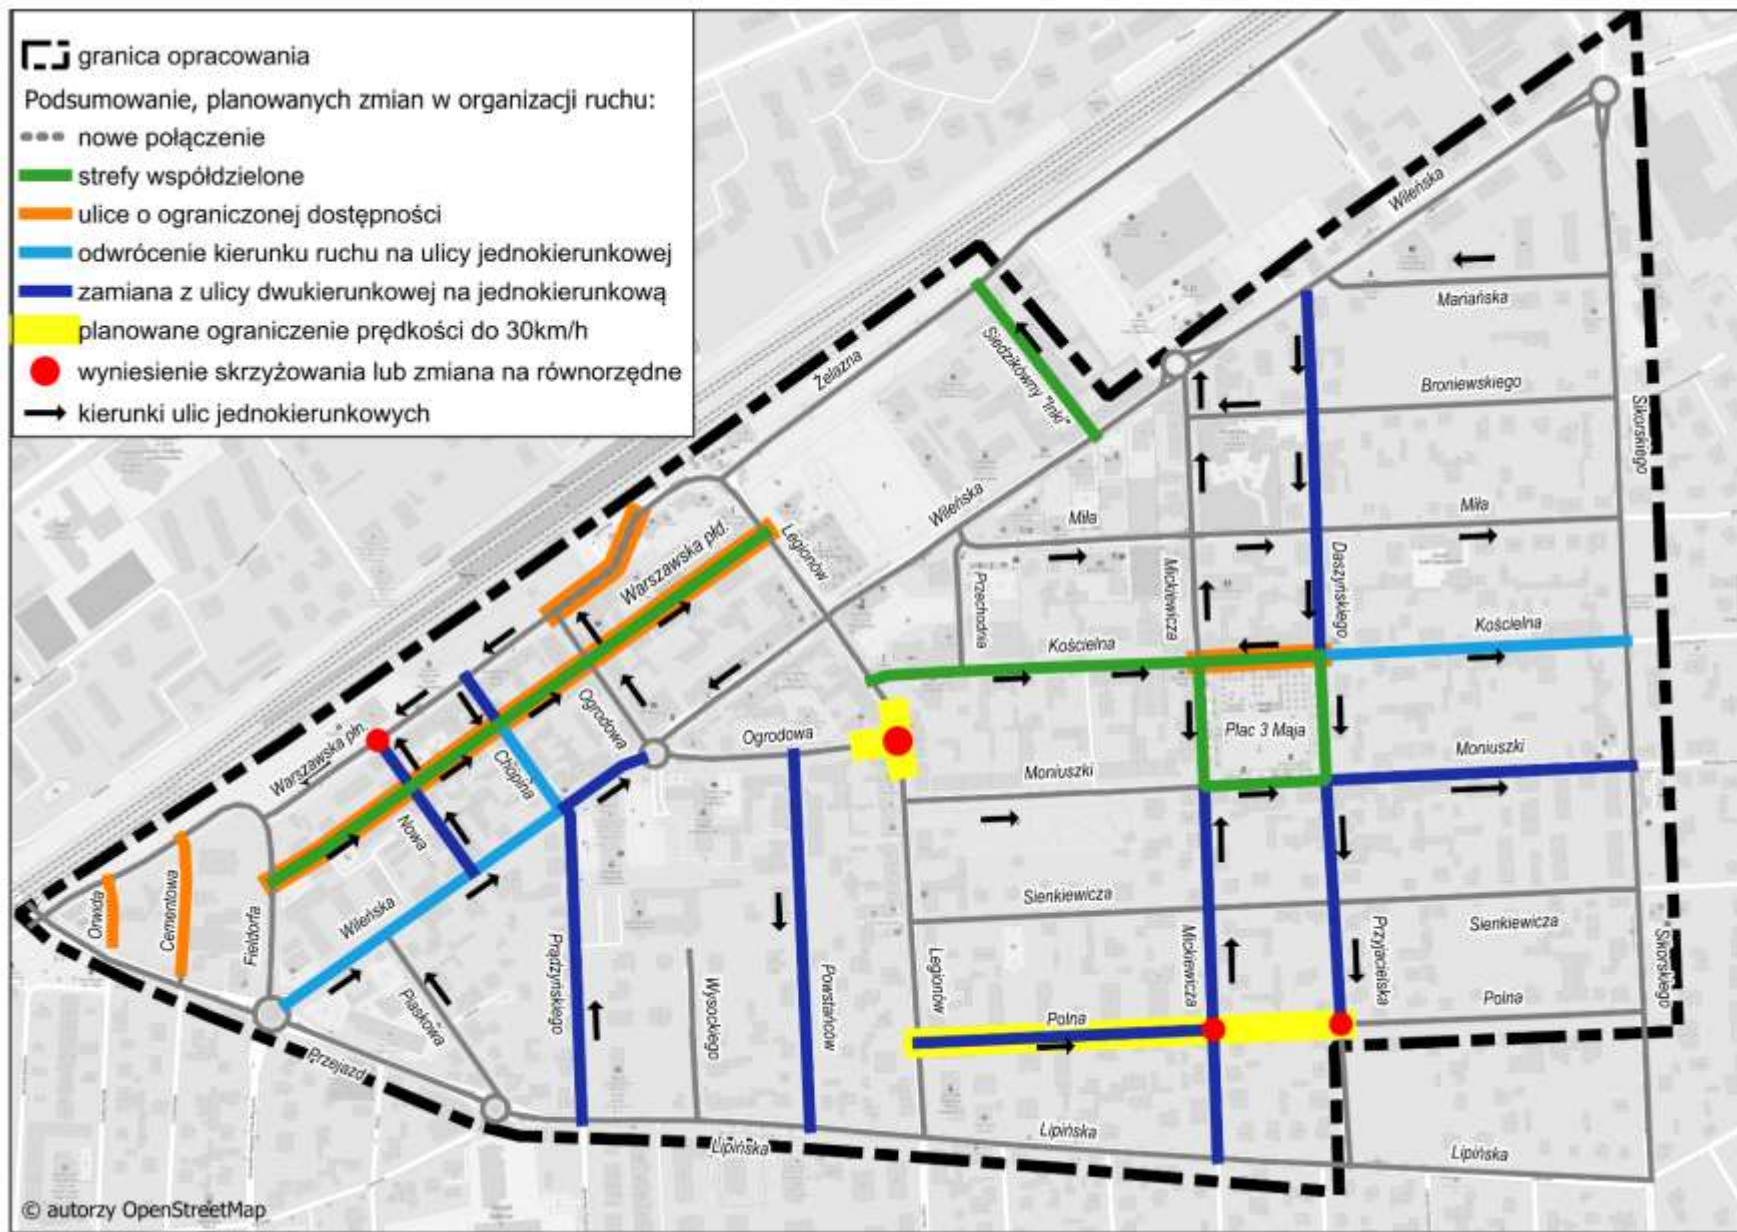 granica opracowania
Podsumowanie, planowanych zmian w organizacji ruchu:
nowe połączenie
strefy współdzielone
ulice o ograniczonej dostępności
odwrócenie kierunku ruchu na ulicy jednokierunkowej
zamiana z ulicy dwukierunkowej na jednokierunkową
planowane ograniczenie prędkości do 30km/h
wyniesienie skrzyżowania lub zmiana na równorzędne
kierunki ulic jednokierunkowych
Wileńska
Mariańska
Siedzikówny "Inki"
Żelazna
Broniewskiego
Sikorskiego
Wileńska
Miła
Miła
Legionów
Warszawska płd.
Daszyńskiego
Mickiewicza
Przechodnia
Kościelna
Kościelna
Ogrodowa
Ogrodowa
Plac 3 Maja
Moniuszki
Moniuszki
Warszawska płn.
Chopina
Nowa
Sienkiewicza
Sienkiewicza
Orwida
Cementowa
Fieldorfa
Wileńska
Piaskowa
Prądzyńskiego
Wysockiego
Powstańców
Legionów
Mickiewicza
Przyjacielska
Sikorskiego
Polna
Polna
Przejazd
Lipińska
Lipińska
Lipińska
© autorzy OpenStreetMap